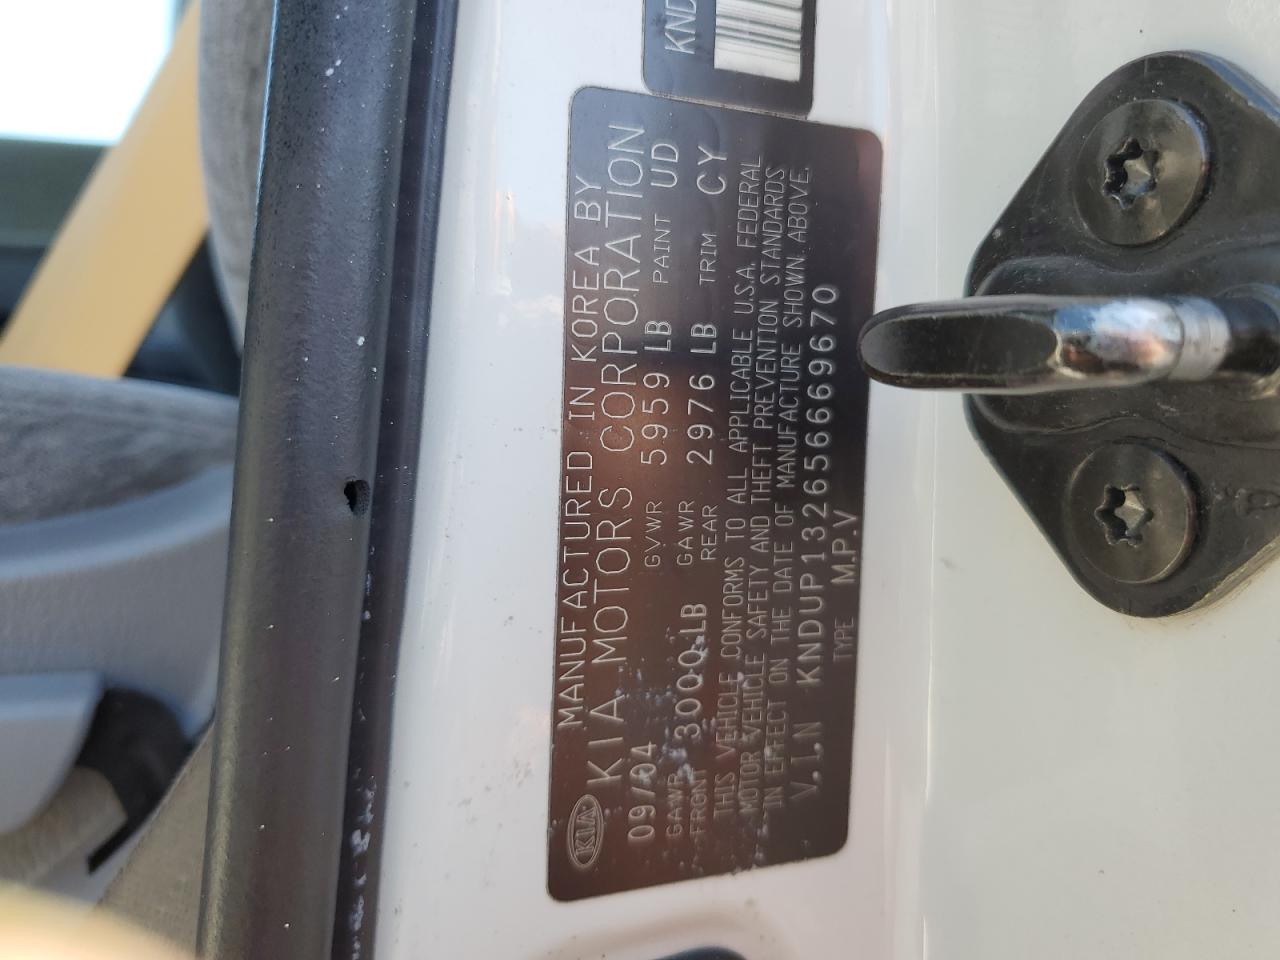 KND
KIA
MANUFACTURED IN KOREA BY
KIA MOTORS CORPORATION
09/04 GVWR 5959 LB PAINT UD
GAWR FRONT 3000 LB GAWR REAR 2976 LB TRIM CY
THIS VEHICLE CONFORMS TO ALL APPLICABLE U.S.A. FEDERAL
MOTOR VEHICLE SAFETY AND THEFT PREVENTION STANDARDS
IN EFFECT ON THE DATE OF MANUFACTURE SHOWN ABOVE.
V.I.N KNDUP132656669670
TYPE M.P.V